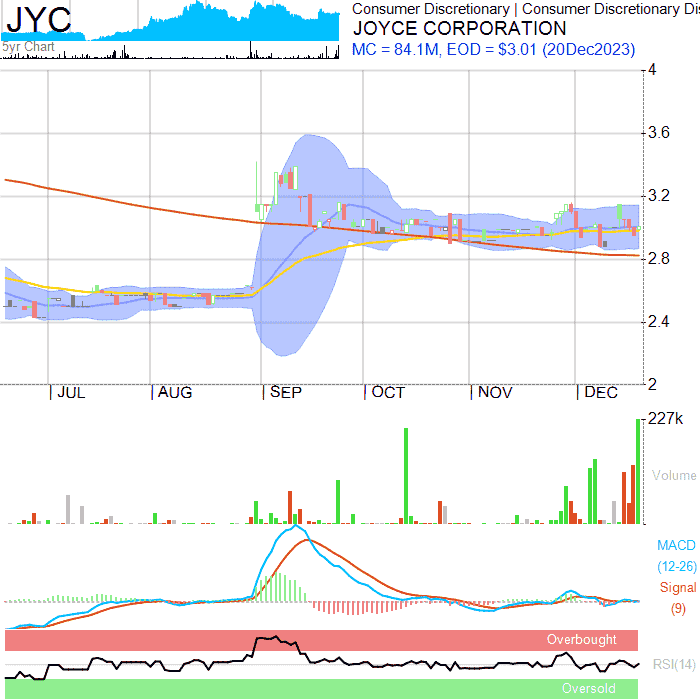 JYC
5yr Chart
Consumer Discretionary | Consumer Discretionary Dis
JOYCE CORPORATION
MC = 84.1M, EOD = $3.01 (20Dec2023)
4
3.6
3.2
2.8
2.4
2
JUL AUG SEP OCT NOV DEC
227k
Volume
MACD
(12-26)
Signal
(9)
Overbought
RSI(14)
Oversold